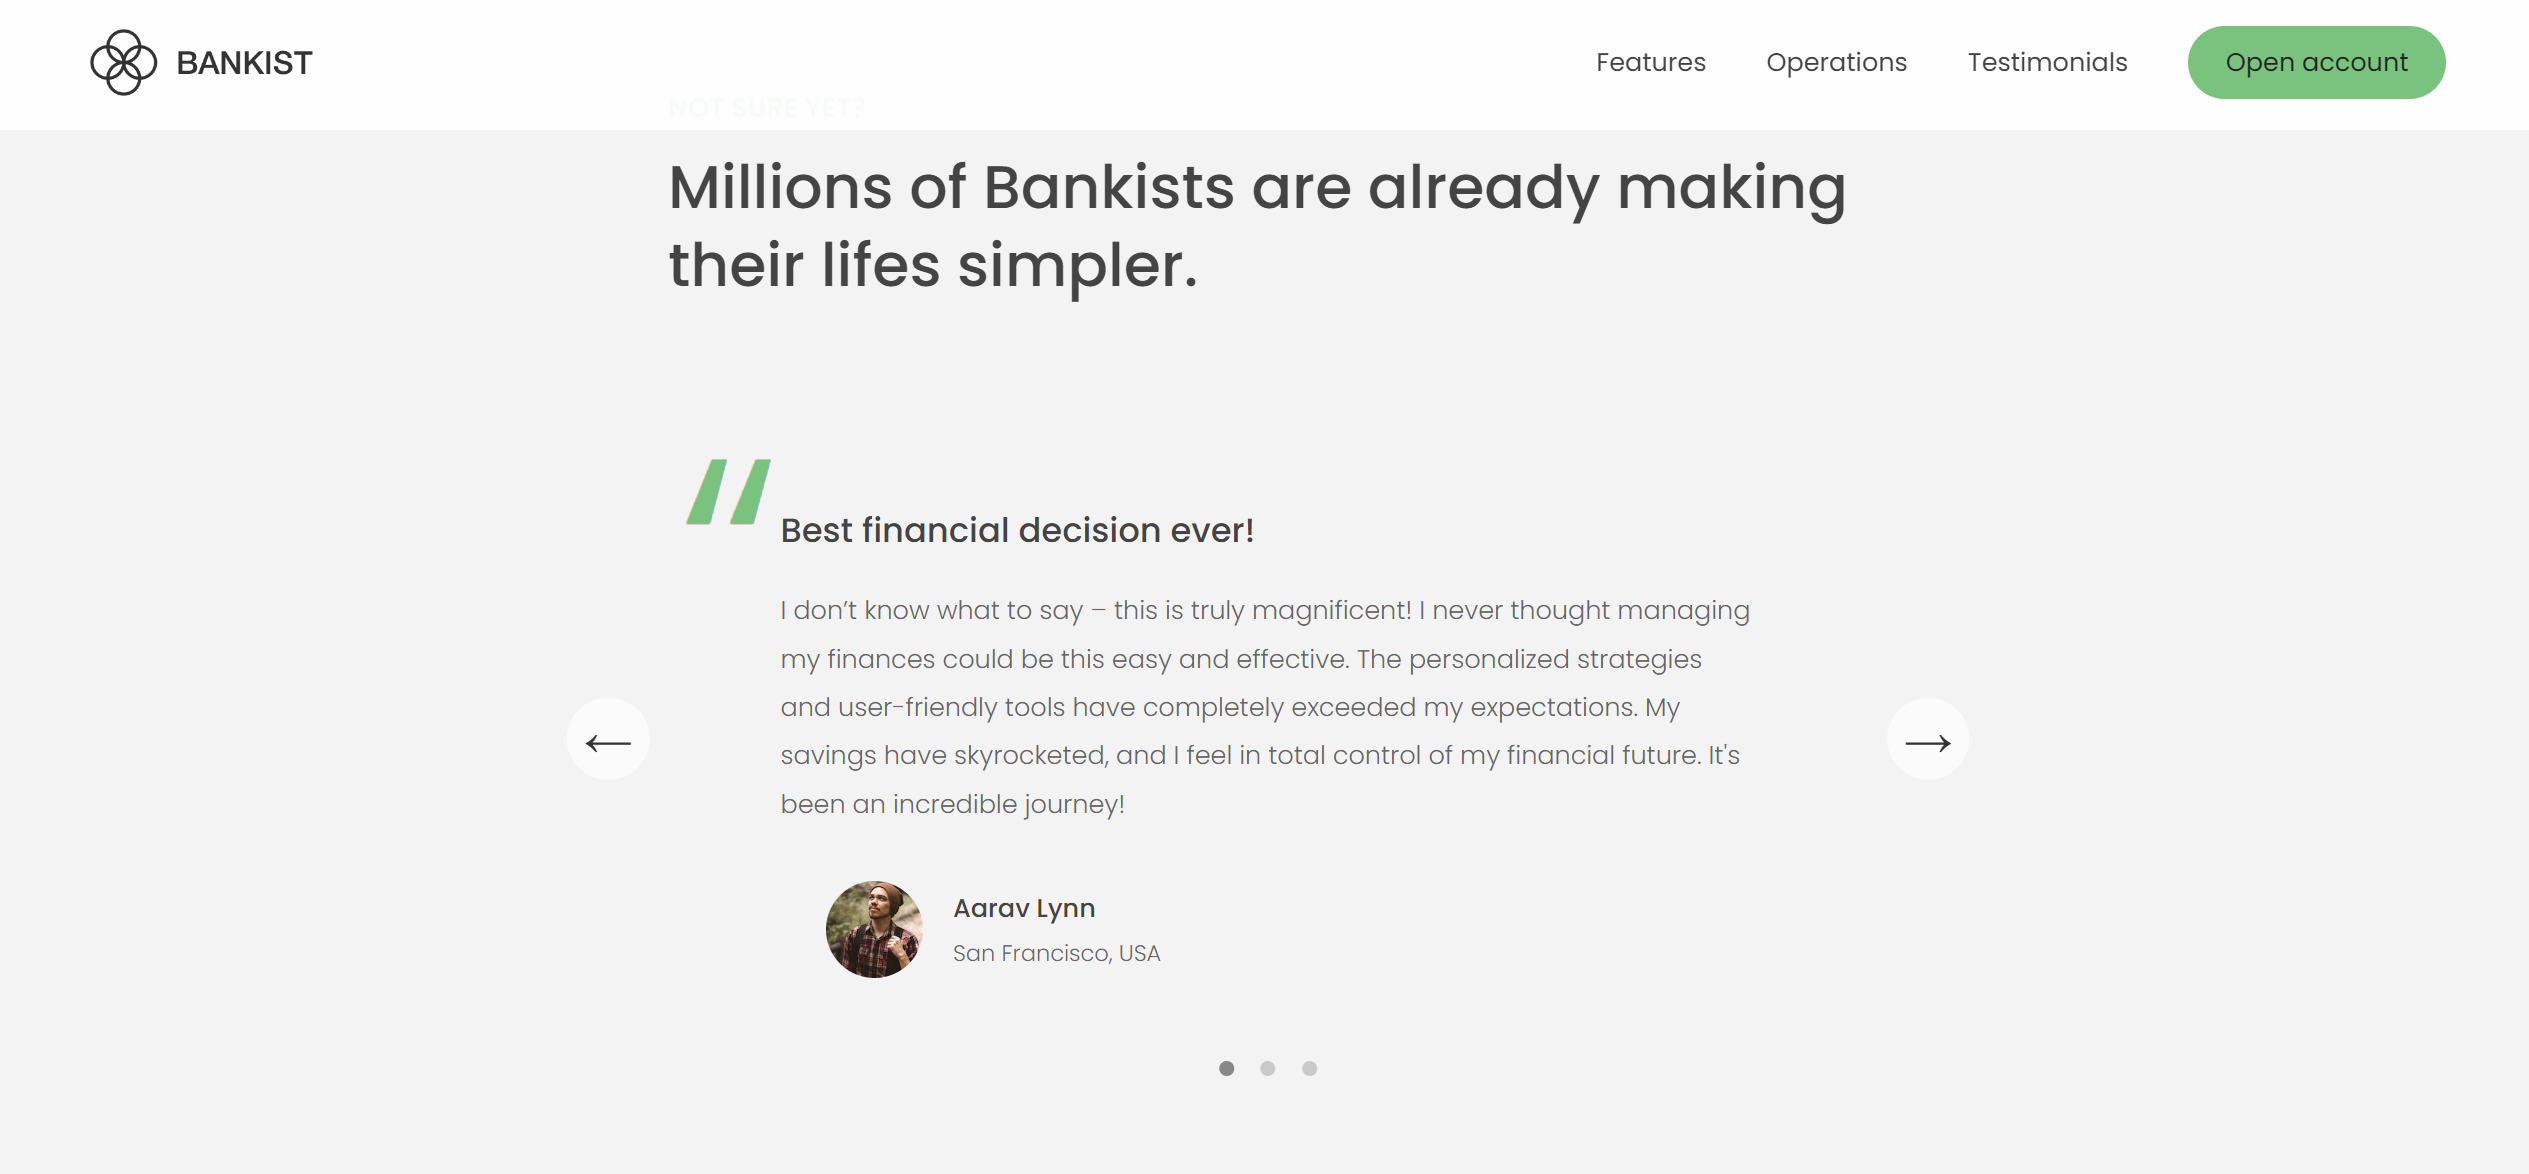 BANKIST
Features
Operations
Testimonials
Open account
NOT SURE YET?
Millions of Bankists are already making
their lifes simpler.
Best financial decision ever!
I don’t know what to say – this is truly magnificent! I never thought managing
my finances could be this easy and effective. The personalized strategies
and user-friendly tools have completely exceeded my expectations. My
savings have skyrocketed, and I feel in total control of my financial future. It's
been an incredible journey!
Aarav Lynn
San Francisco, USA